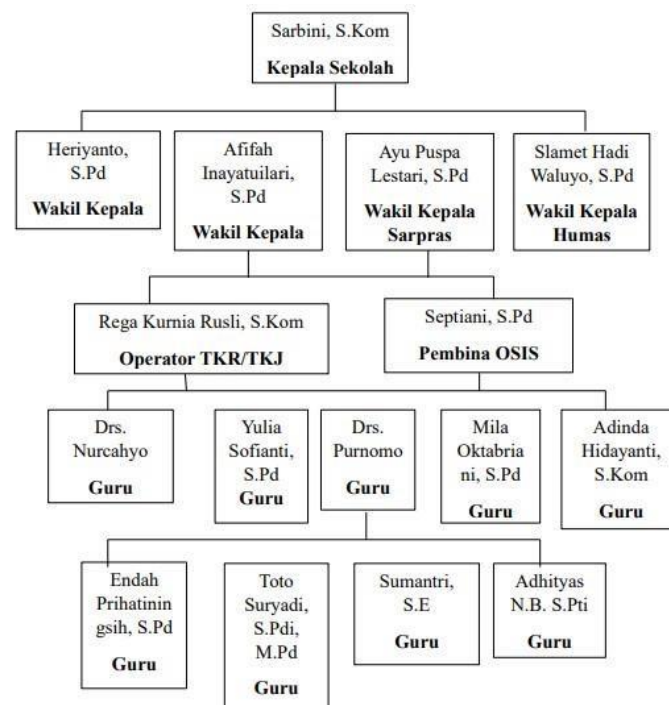 Sarbini, S.Kom
Kepala Sekolah
Heriyanto,
S.Pd
Wakil Kepala
Afifah
Inayatuilari,
S.Pd
Wakil Kepala
Ayu Puspa
Lestari, S.Pd
Wakil Kepala
Sarpras
Slamet Hadi
Waluyo, S.Pd
Wakil Kepala
Humas
Rega Kurnia Rusli, S.Kom
Operator TKR/TKJ
Septiani, S.Pd
Pembina OSIS
Drs.
Nurcahyo
Guru
Yulia
Sofianti,
S.Pd
Guru
Drs.
Purnomo
Guru
Mila
Oktabria
ni, S.Pd
Guru
Adinda
Hidayanti,
S.Kom
Guru
Endah
Prihatinin
gsih, S.Pd
Guru
Toto
Suryadi,
S.Pdi,
M.Pd
Guru
Sumantri,
S.E
Guru
Adhityas
N.B. S.Pti
Guru